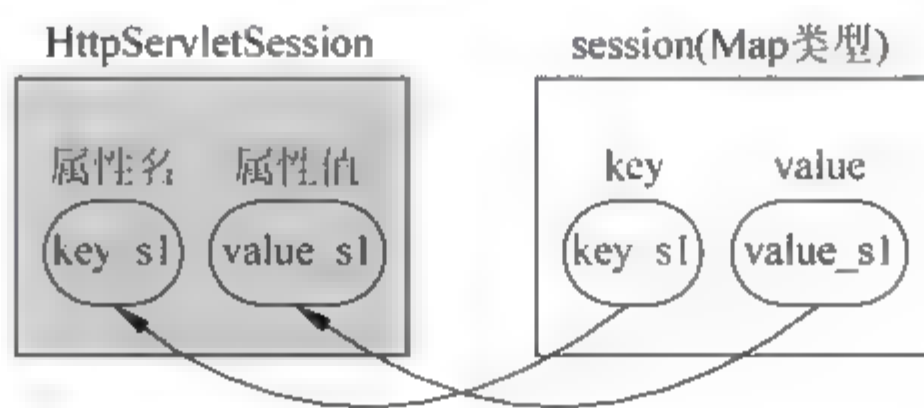 HttpServletSession
session(Map类型)
属性名 属性值
key value
key s1 value s1
key s1 value_s1